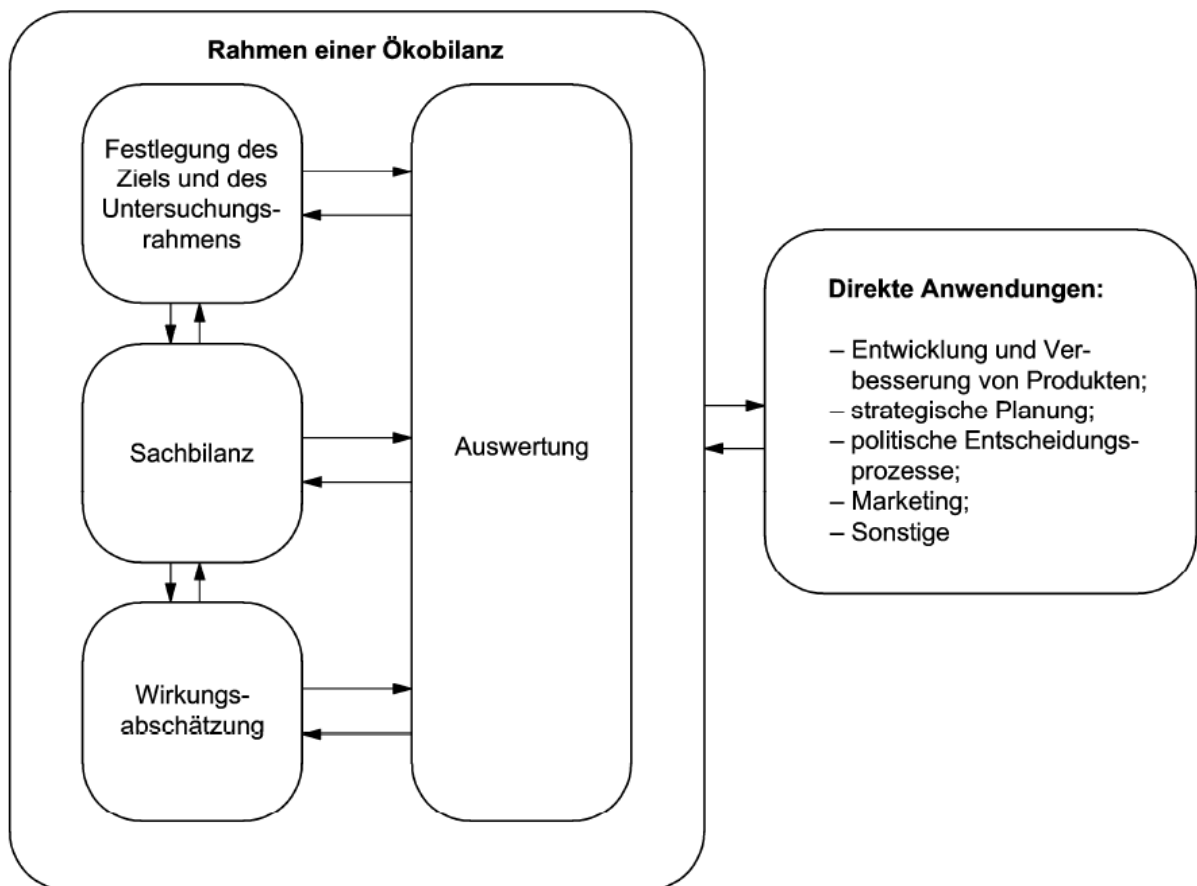 Rahmen einer Ökobilanz
Festlegung des
Ziels und des
Untersuchungs-
rahmens
Sachbilanz
Wirkungs-
abschätzung
Auswertung
Direkte Anwendungen:
– Entwicklung und Ver-
besserung von Produkten;
– strategische Planung;
– politische Entscheidungs-
prozesse;
– Marketing;
– Sonstige